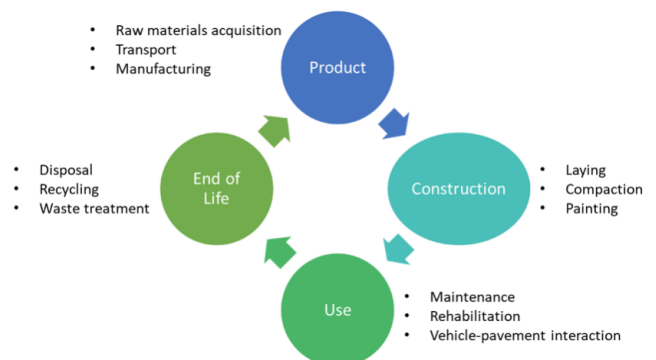 • Raw materials acquisition
• Transport
• Manufacturing
Product
• Disposal
• Recycling
• Waste treatment
End of
Life
Construction
• Laying
• Compaction
• Painting
Use
• Maintenance
• Rehabilitation
• Vehicle-pavement interaction